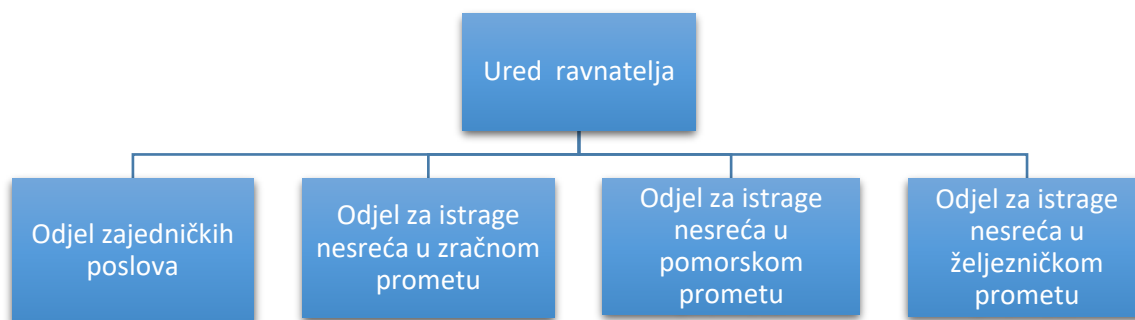 Ured  ravnatelja
Odjel zajedničkih
poslova
Odjel za istrage
nesreća u zračnom
prometu
Odjel za istrage
nesreća u
pomorskom
prometu
Odjel za istrage
nesreća u
željezničkom
prometu